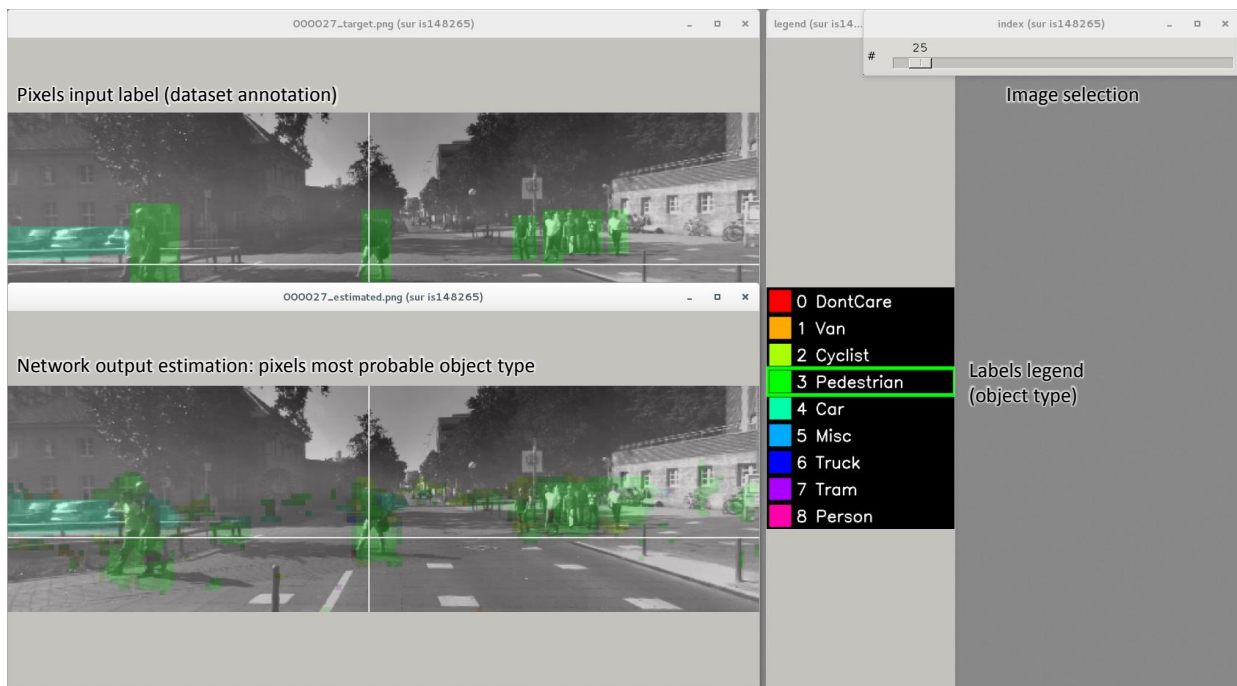 000027_target.png (sur is148265)
legend (sur is14...
index (sur is148265)
# 25
Pixels input label (dataset annotation)
Image selection
000027_estimated.png (sur is148265)
Network output estimation: pixels most probable object type
0 DontCare
1 Van
2 Cyclist
3 Pedestrian
4 Car
5 Misc
6 Truck
7 Tram
8 Person
Labels legend
(object type)